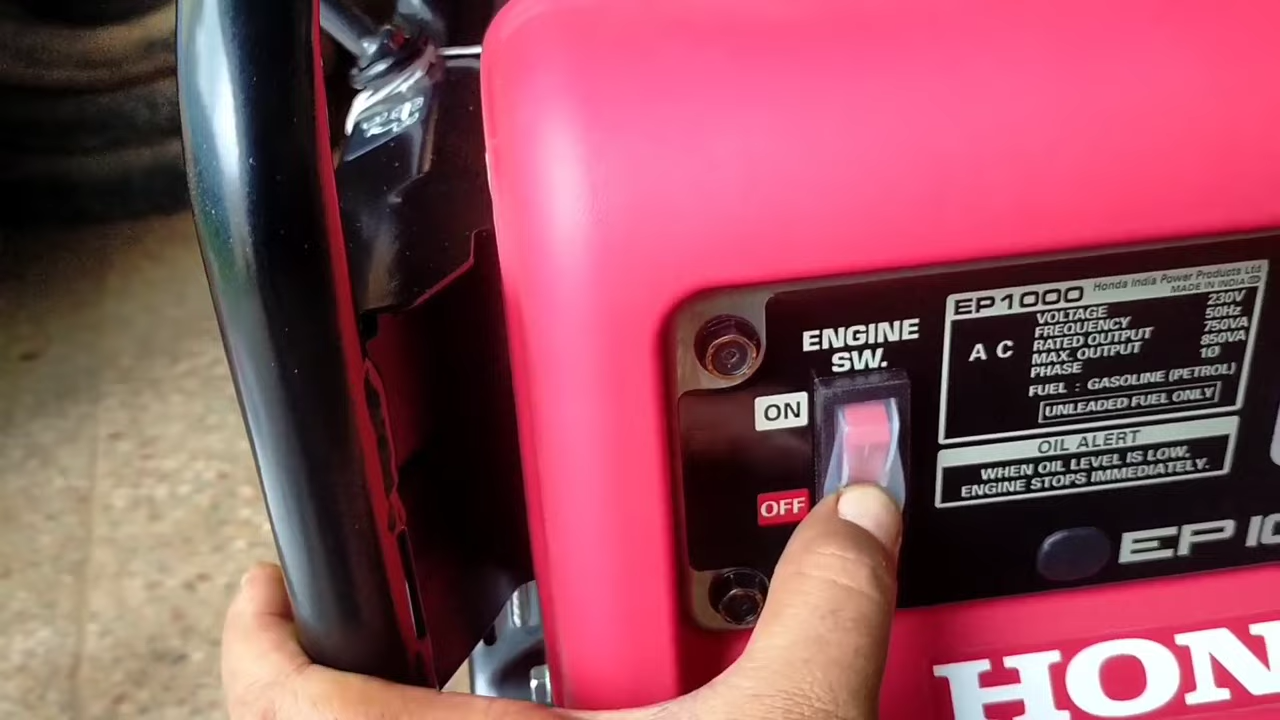 ENGINE
SW.
ON
OFF
EP1000 Honda India Power Products Ltd
MADE IN INDIA
AC
VOLTAGE 230V
FREQUENCY 50Hz
RATED OUTPUT 750VA
MAX. OUTPUT 850VA
PHASE 1Ø
FUEL : GASOLINE (PETROL)
UNLEADED FUEL ONLY
OIL ALERT
WHEN OIL LEVEL IS LOW,
ENGINE STOPS IMMEDIATELY.
EP 10
HON